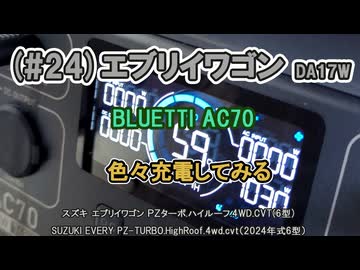 (#24)エブリイワゴン DA17W
BLUETTI AC70
色々充電してみる
スズキ エブリイワゴン PZターボ.ハイルーフ.4WD.CVT(6型)
SUZUKI EVERY PZ-TURBO.HighRoof.4wd.cvt(2024年式6型)
AC70